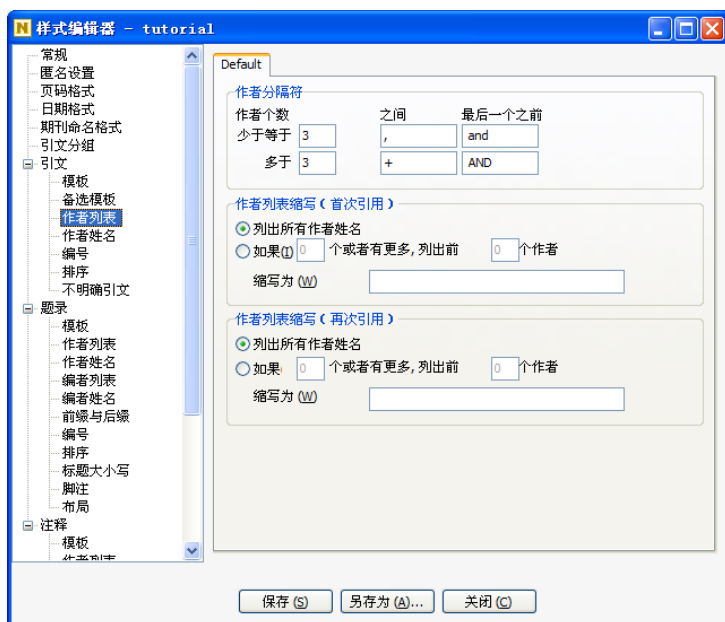 样式编辑器 - tutorial
常规
匿名设置
页码格式
日期格式
期刊命名格式
引文分组
引文
模板
备选模板
作者列表
作者姓名
编号
排序
不明确引文
题录
模板
作者列表
作者姓名
编者列表
编者姓名
前缀与后缀
编号
排序
标题大小写
脚注
布局
注释
模板
作者列表
Default
作者分隔符
作者个数 之间 最后一个之前
少于等于 3 , and
多于 3 + AND
作者列表缩写(首次引用)
列出所有作者姓名
如果(I) 0 个或者有更多,列出前 0 个作者
缩写为 (W)
作者列表缩写(再次引用)
列出所有作者姓名
如果 0 个或者有更多,列出前 0 个作者
缩写为 (W)
保存 (S) 另存为 (A)... 关闭 (C)